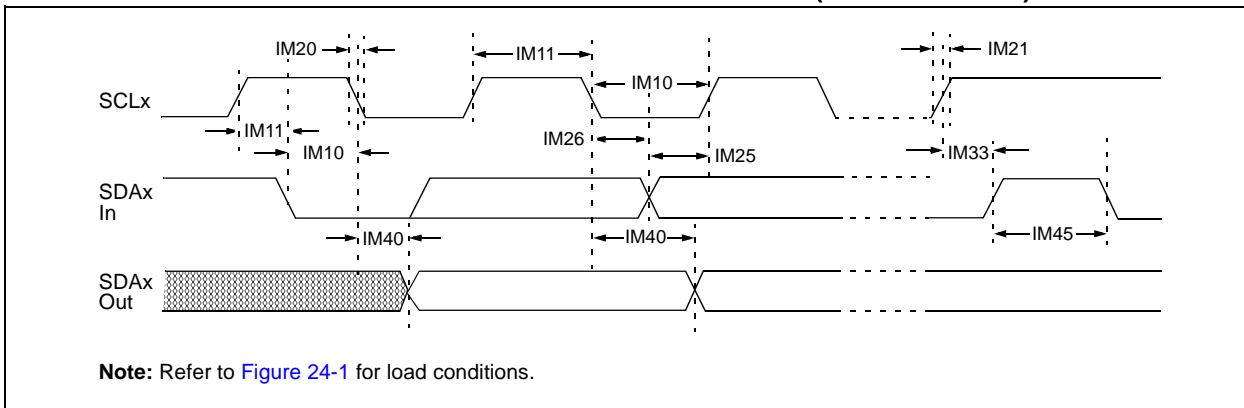 IM20
IM11
IM21
IM10
SCLx
IM11
IM26
IM10
IM25
IM33
SDAx
In
IM40
IM40
IM45
SDAx
Out
Note: Refer to Figure 24-1 for load conditions.